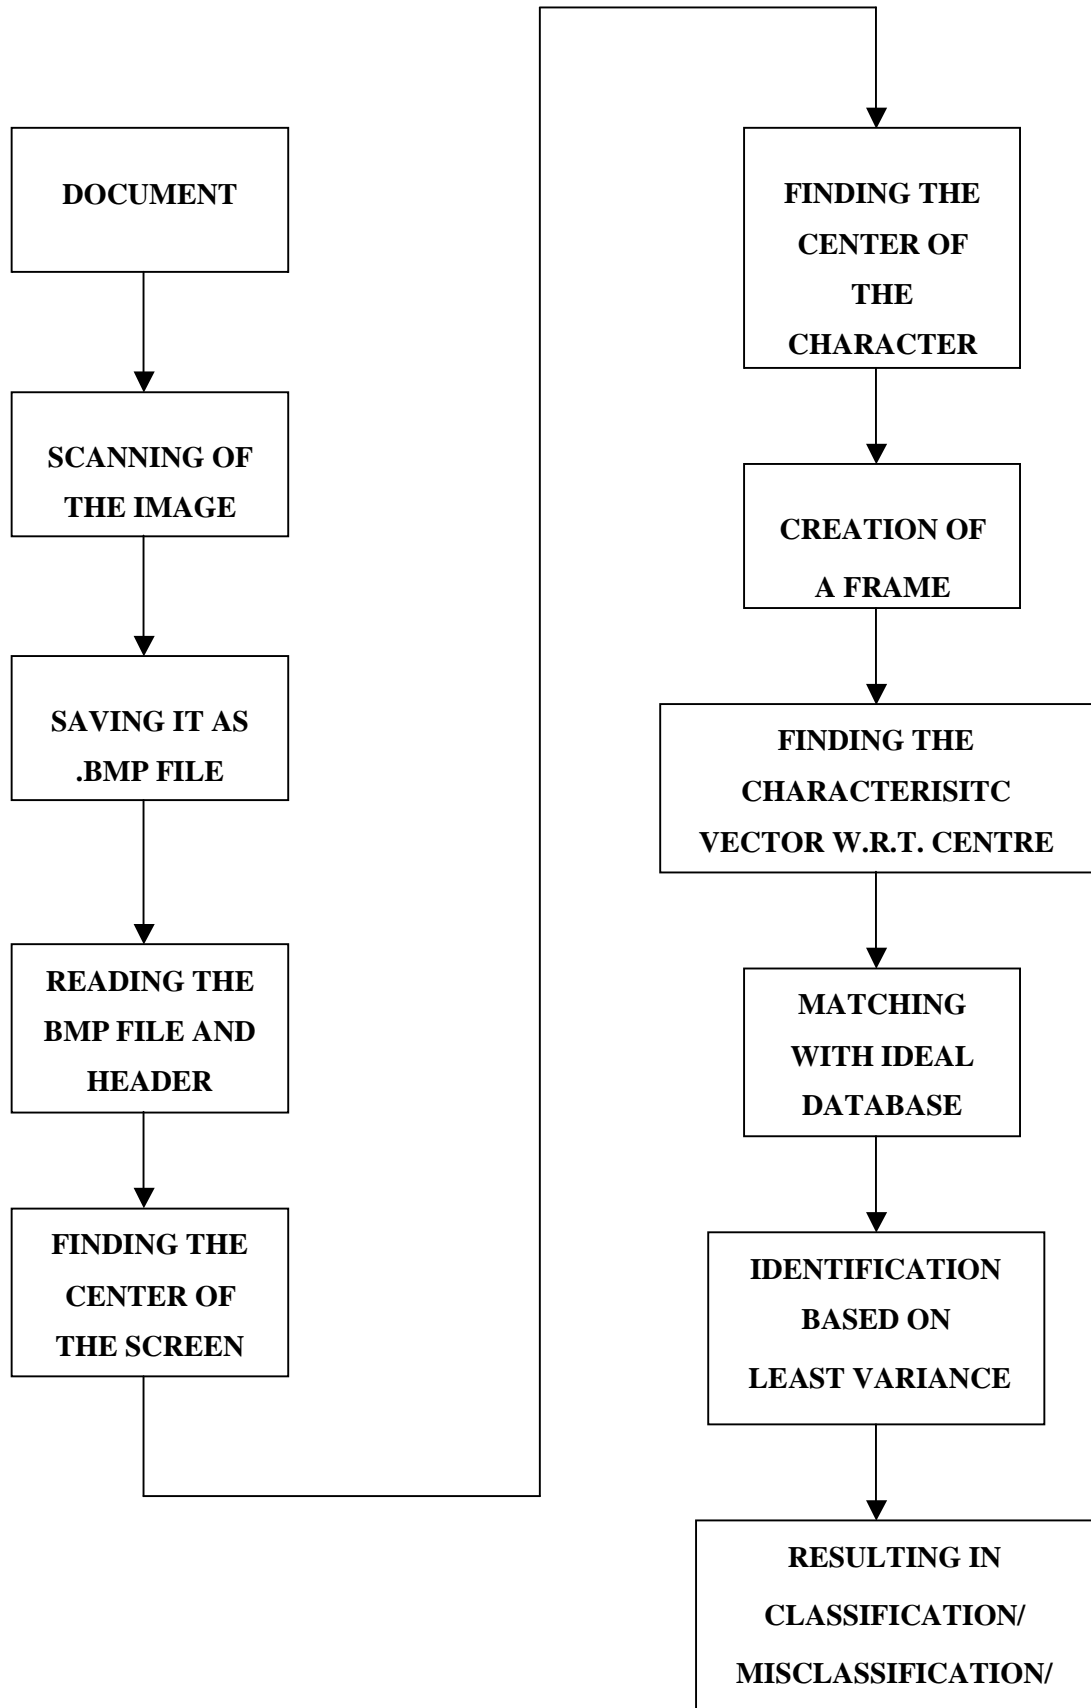 DOCUMENT
SCANNING OF
THE IMAGE
SAVING IT AS
.BMP FILE
READING THE
BMP FILE AND
HEADER
FINDING THE
CENTER OF
THE SCREEN
FINDING THE
CENTER OF
THE
CHARACTER
CREATION OF
A FRAME
FINDING THE
CHARACTERISITC
VECTOR W.R.T. CENTRE
MATCHING
WITH IDEAL
DATABASE
IDENTIFICATION
BASED ON
LEAST VARIANCE
RESULTING IN
CLASSIFICATION/
MISCLASSIFICATION/